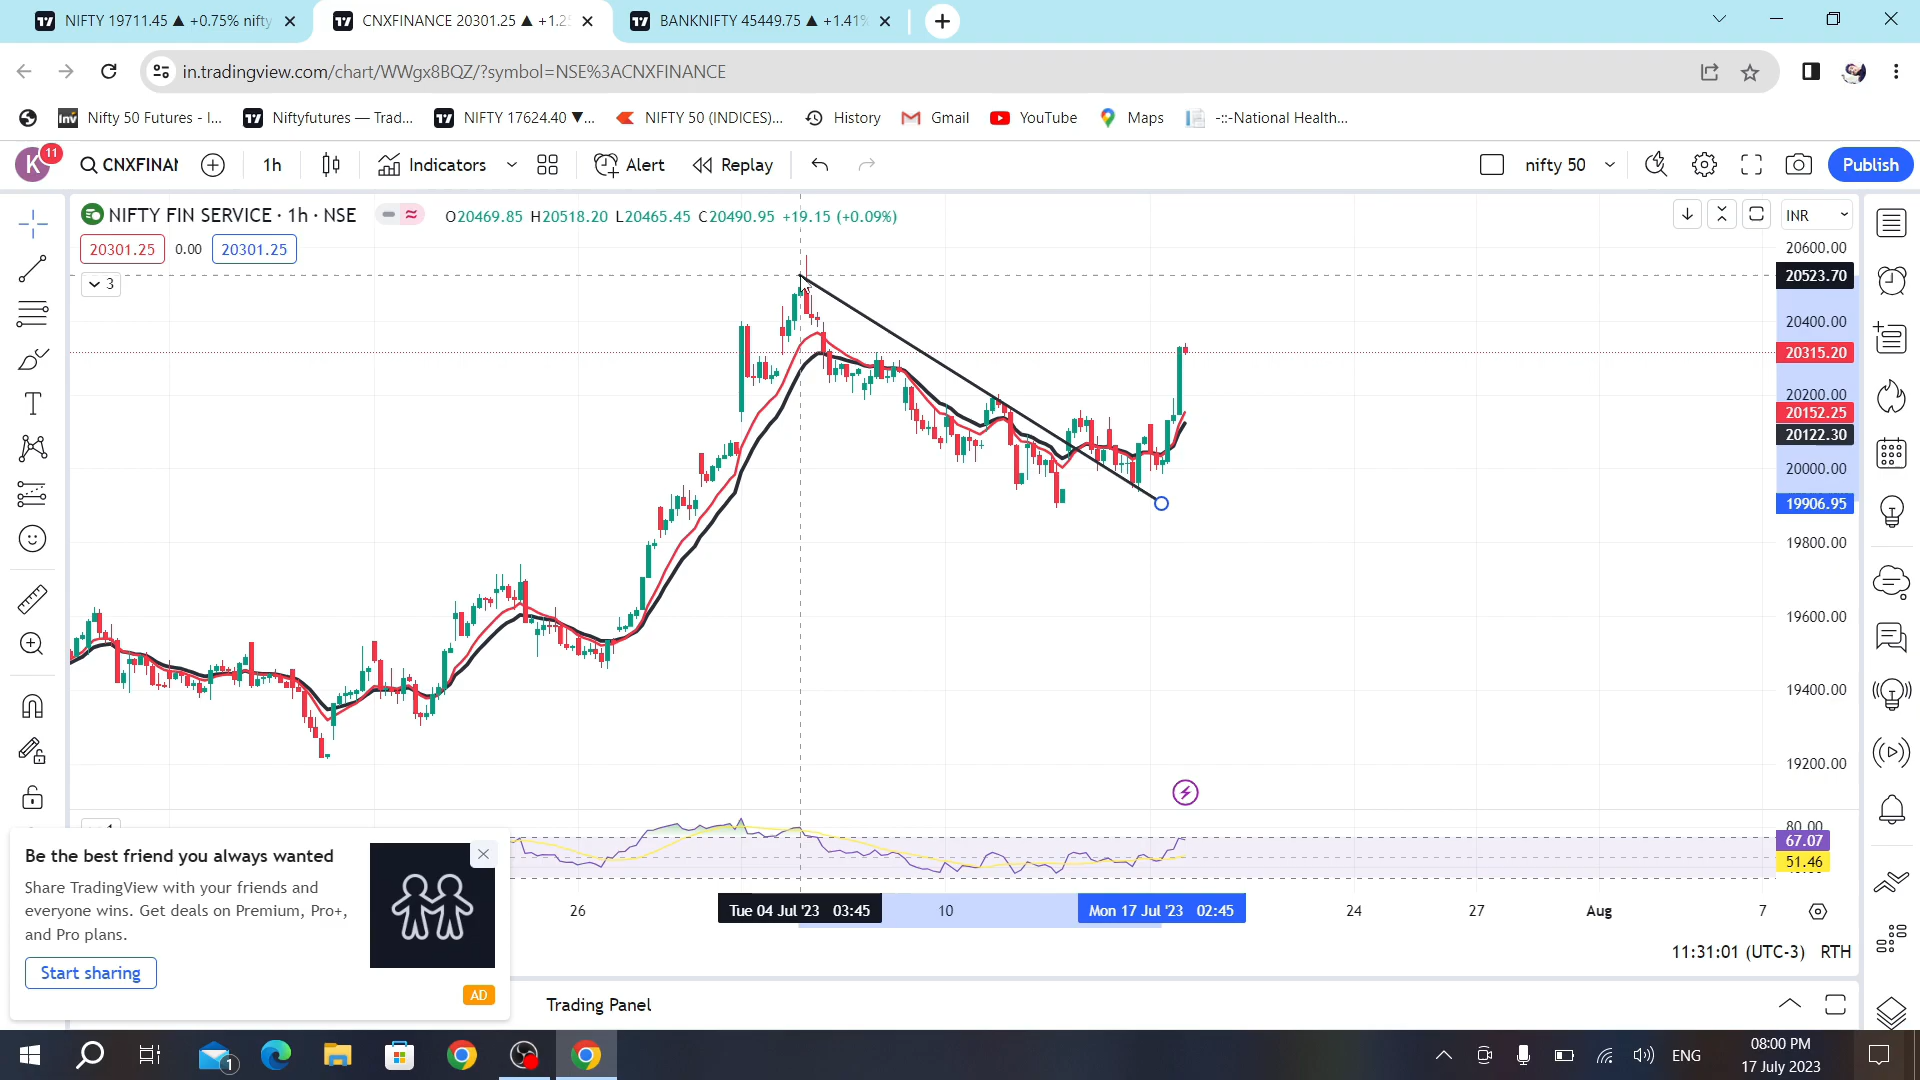 NIFTY 19711.45 ▲ +0.75% nifty
CNXFINANCE 20301.25 ▲ +1.2
BANKNIFTY 45449.75 ▲ +1.41%
in.tradingview.com/chart/WWgx8BQZ/?symbol=NSE%3ACNXFINANCE
Inv Nifty 50 Futures - I...
Niftyfutures — Trad...
NIFTY 17624.40 ▼...
NIFTY 50 (INDICES)...
History
Gmail
YouTube
Maps
-::-National Health...
K 11
CNXFINAN
1h
Indicators
Alert
Replay
nifty 50
Publish
NIFTY FIN SERVICE · 1h · NSE
O20469.85 H20518.20 L20465.45 C20490.95 +19.15 (+0.09%)
INR
20301.25 0.00 20301.25
3
20600.00
20523.70
20400.00
20315.20
20200.00
20152.25
20122.30
20000.00
19906.95
19800.00
19600.00
19400.00
19200.00
80.00
67.07
51.46
26
Tue 04 Jul '23 03:45
10
Mon 17 Jul '23 02:45
24
27
Aug
7
11:31:01 (UTC-3) RTH
Be the best friend you always wanted
Share TradingView with your friends and
everyone wins. Get deals on Premium, Pro+,
and Pro plans.
Start sharing
AD
Trading Panel
1
ENG
08:00 PM
17 July 2023